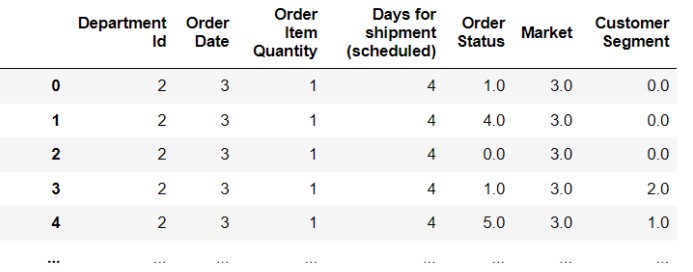 Department Id Order Date Order Item Quantity Days for shipment (scheduled) Order Status Market Customer Segment
0 2 3 1 4 1.0 3.0 0.0
1 2 3 1 4 4.0 3.0 0.0
2 2 3 1 4 0.0 3.0 0.0
3 2 3 1 4 1.0 3.0 2.0
4 2 3 1 4 5.0 3.0 1.0
... ... ... ... ... ... ... ...